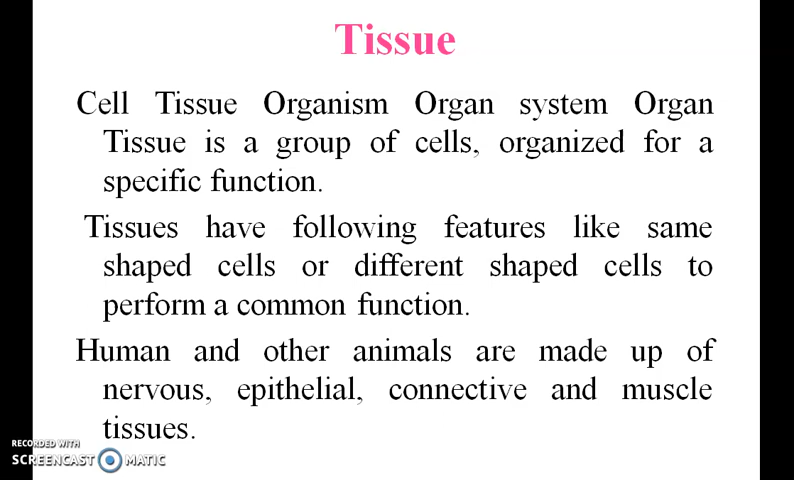 Tissue
Cell Tissue Organism Organ system Organ
Tissue is a group of cells, organized for a
specific function.
Tissues have following features like same
shaped cells or different shaped cells to
perform a common function.
Human and other animals are made up of
nervous, epithelial, connective and muscle
tissues.
RECORDED WITH
SCREENCAST MATIC